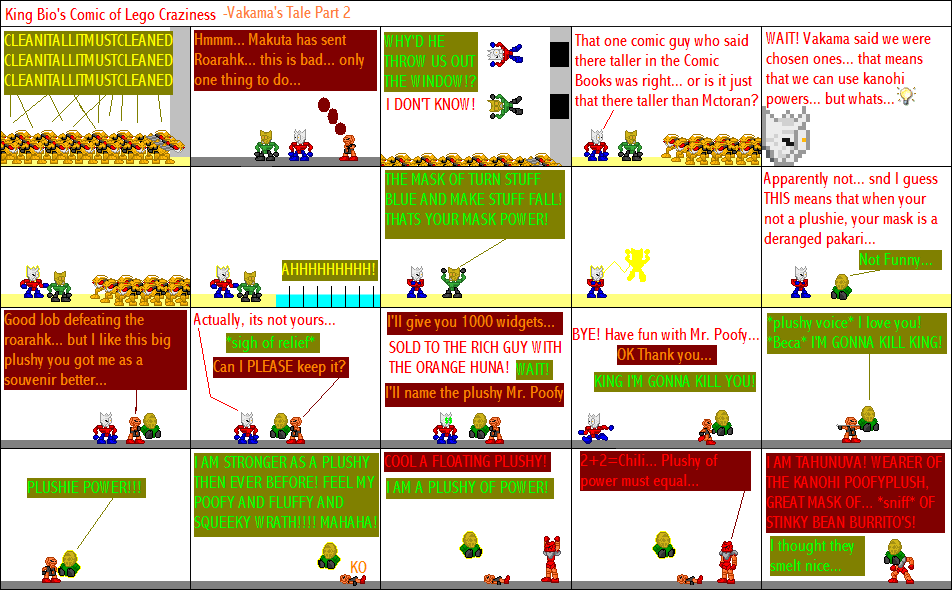 King Bio's Comic of Lego Craziness -Vakama's Tale Part 2
CLEANITALLITMUSTCLEANED
CLEANITALLITMUSTCLEANED
CLEANITALLITMUSTCLEANED
Hmmm... Makuta has sent
Roarahk... this is bad... only
one thing to do...
WHY'D HE
THROW US OUT
THE WINDOW!?
I DON'T KNOW!
That one comic guy who said
there taller in the Comic
Books was right... or is it just
that there taller than Mctoran?
WAIT! Vakama said we were
chosen ones... that means
that we can use kanohi
powers... but whats...
AHHHHHHHHH!
THE MASK OF TURN STUFF
BLUE AND MAKE STUFF FALL!
THATS YOUR MASK POWER!
Apparently not... snd I guess
THIS means that when your
not a plushie, your mask is a
deranged pakari...
Not Funny...
Good Job defeating the
roarahk... but I like this big
plushy you got me as a
souvenir better...
Actually, its not yours...
*sigh of relief*
Can I PLEASE keep it?
I'll give you 1000 widgets...
SOLD TO THE RICH GUY WITH
THE ORANGE HUNA! WAIT!
I'll name the plushy Mr. Poofy
BYE! Have fun with Mr. Poofy...
OK Thank you...
KING I'M GONNA KILL YOU!
*plushy voice* I love you!
*Beca* I'M GONNA KILL KING!
PLUSHIE POWER!!!
I AM STRONGER AS A PLUSHY
THEN EVER BEFORE! FEEL MY
POOFY AND FLUFFY AND
SQUEEKY WRATH!!!! MAHAHA!
KO
COOL A FLOATING PLUSHY!
I AM A PLUSHY OF POWER!
2+2=Chili... Plushy of
power must equal...
I AM TAHUNUVA! WEARER OF
THE KANOHI POOFYPLUSH,
GREAT MASK OF... *sniff* OF
STINKY BEAN BURRITO'S!
I thought they
smelt nice...